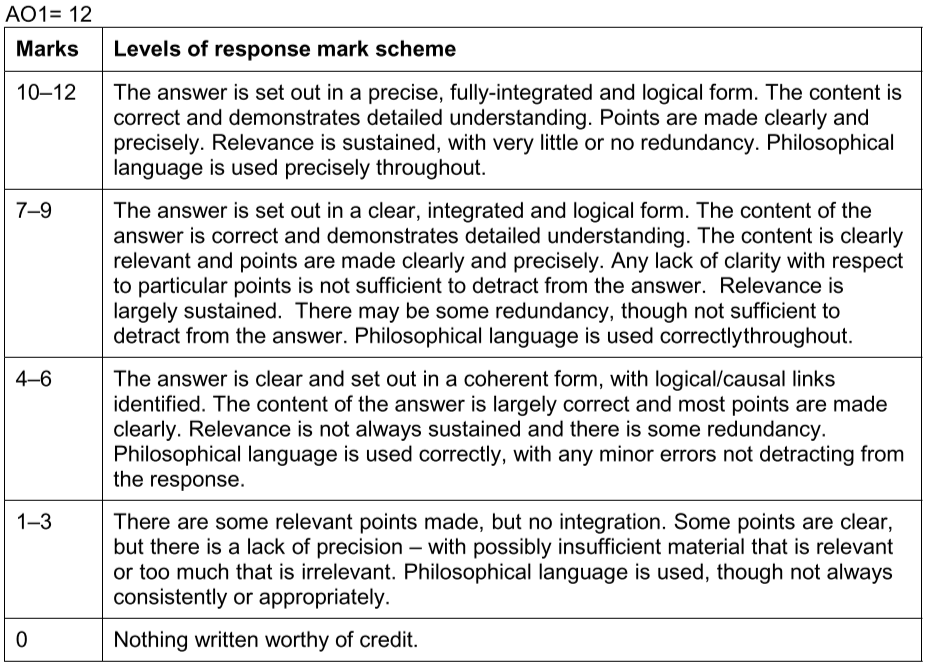 AO1= 12
Marks Levels of response mark scheme
10–12 The answer is set out in a precise, fully-integrated and logical form. The content is
correct and demonstrates detailed understanding. Points are made clearly and
precisely. Relevance is sustained, with very little or no redundancy. Philosophical
language is used precisely throughout.
7–9 The answer is set out in a clear, integrated and logical form. The content of the
answer is correct and demonstrates detailed understanding. The content is clearly
relevant and points are made clearly and precisely. Any lack of clarity with respect
to particular points is not sufficient to detract from the answer.  Relevance is
largely sustained.  There may be some redundancy, though not sufficient to
detract from the answer. Philosophical language is used correctlythroughout.
4–6 The answer is clear and set out in a coherent form, with logical/causal links
identified. The content of the answer is largely correct and most points are made
clearly. Relevance is not always sustained and there is some redundancy.
Philosophical language is used correctly, with any minor errors not detracting from
the response.
1–3 There are some relevant points made, but no integration. Some points are clear,
but there is a lack of precision – with possibly insufficient material that is relevant
or too much that is irrelevant. Philosophical language is used, though not always
consistently or appropriately.
0 Nothing written worthy of credit.